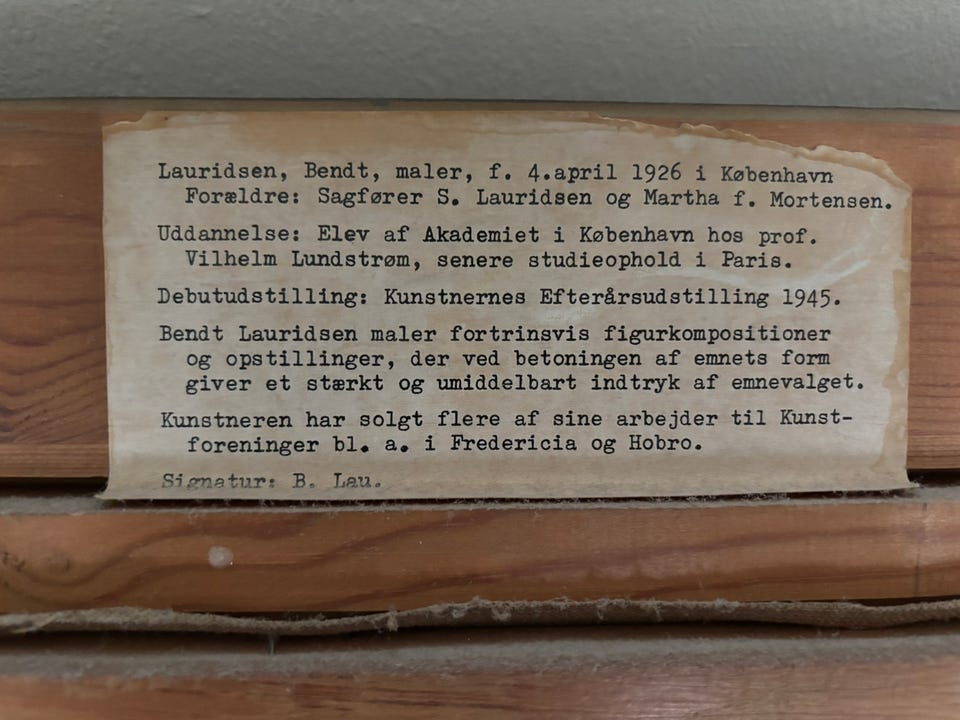 Lauridsen, Bendt, maler, f. 4.april 1926 i København
Forældre: Sagfører S. Lauridsen og Martha f. Mortensen.
Uddannelse: Elev af Akademiet i København hos prof.
Vilhelm Lundstrøm, senere studieophold i Paris.
Debutudstilling: Kunstnernes Efterårsudstilling 1945.
Bendt Lauridsen maler fortrinsvis figurkompositioner
og opstillinger, der ved betoningen af emnets form
giver et stærkt og umiddelbart indtryk af emnevalget.
Kunstneren har solgt flere af sine arbejder til Kunst-
foreninger bl. a. i Fredericia og Hobro.
Signatur: B. Lau.